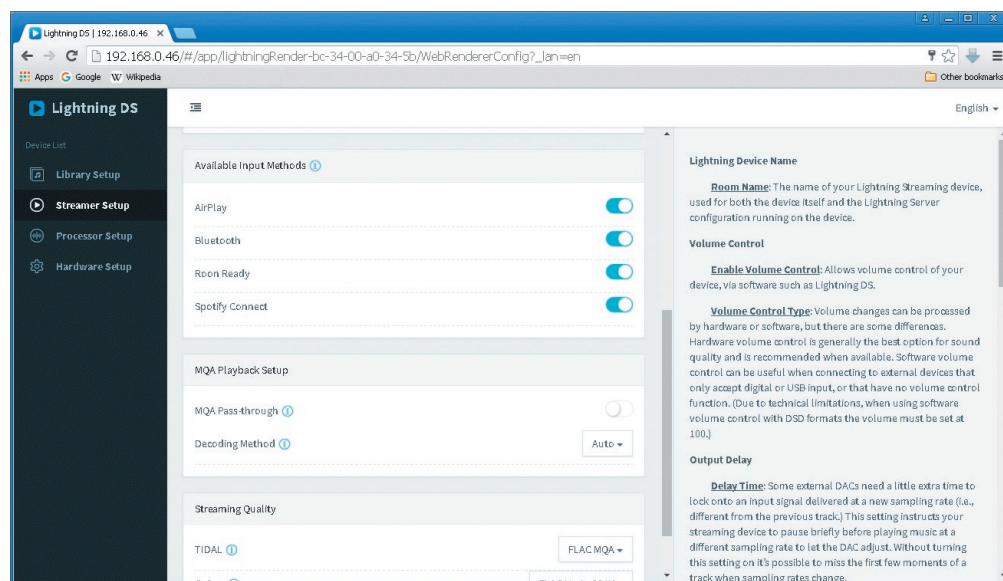 Lightning DS | 192.168.0.46
192.168.0.46/#/app/lightningRender-bc-34-00-a0-34-5b/WebRendererConfig?_lan=en
Apps Google Wikipedia Other bookmarks
Lightning DS
English
Device List
Library Setup
Streamer Setup
Processor Setup
Hardware Setup
Available Input Methods
AirPlay
Bluetooth
Roon Ready
Spotify Connect
MQA Playback Setup
MQA Pass-through
Decoding Method Auto
Streaming Quality
TIDAL FLAC MQA
Lightning Device Name
Room Name: The name of your Lightning Streaming device,
used for both the device itself and the Lightning Server
configuration running on the device.
Volume Control
Enable Volume Control: Allows volume control of your
device, via software such as Lightning DS.
Volume Control Type: Volume changes can be processed
by hardware or software, but there are some differences.
Hardware volume control is generally the best option for sound
quality and is recommended when available. Software volume
control can be useful when connecting to external devices that
only accept digital or USB input, or that have no volume control
function. (Due to technical limitations, when using software
volume control with DSD formats the volume must be set at
100.)
Output Delay
Delay Time: Some external DACs need a little extra time to
lock onto an input signal delivered at a new sampling rate (i.e.,
different from the previous track.) This setting instructs your
streaming device to pause briefly before playing music at a
different sampling rate to let the DAC adjust. Without turning
this setting on it's possible to miss the first few moments of a
track when sampling rates change.